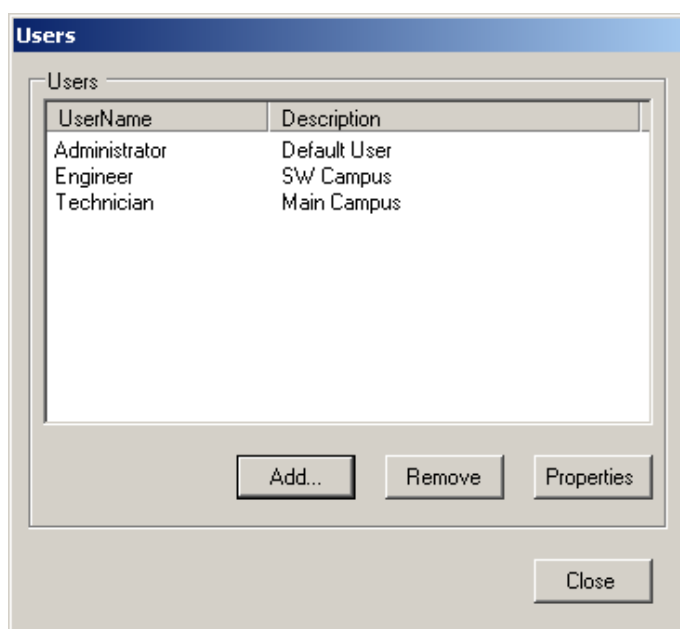 Users
Users
UserName Description
Administrator Default User
Engineer SW Campus
Technician Main Campus
Add... Remove Properties
Close